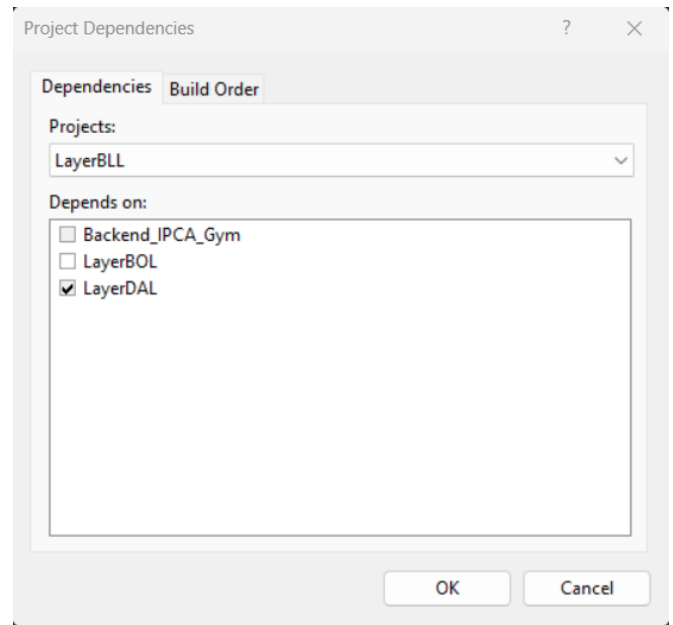 Project Dependencies ?
Dependencies Build Order
Projects:
LayerBLL
Depends on:
Backend_IPCA_Gym
LayerBOL
LayerDAL
OK Cancel